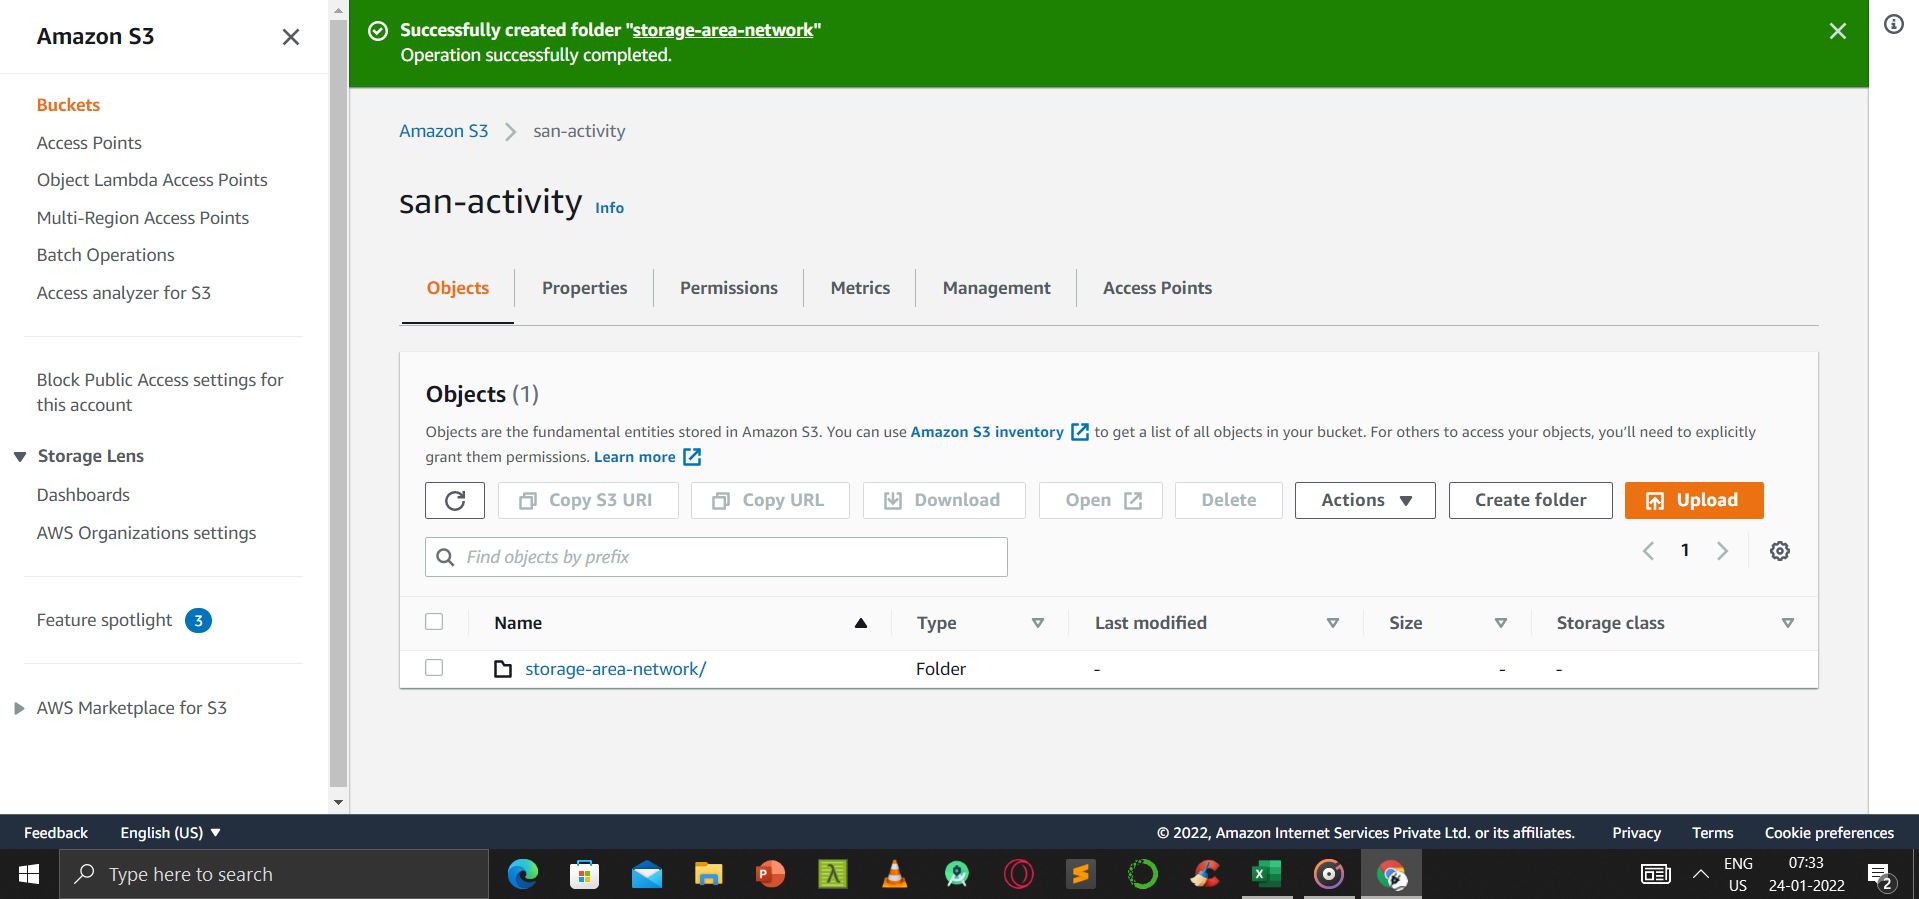 Amazon S3
Buckets
Access Points
Object Lambda Access Points
Multi-Region Access Points
Batch Operations
Access analyzer for S3
Block Public Access settings for
this account
Storage Lens
Dashboards
AWS Organizations settings
Feature spotlight 3
AWS Marketplace for S3
Successfully created folder "storage-area-network"
Operation successfully completed.
Amazon S3 san-activity
san-activity Info
Objects Properties Permissions Metrics Management Access Points
Objects (1)
Objects are the fundamental entities stored in Amazon S3. You can use Amazon S3 inventory to get a list of all objects in your bucket. For others to access your objects, you'll need to explicitly
grant them permissions. Learn more
Copy S3 URI Copy URL Download Open Delete Actions Create folder Upload
Find objects by prefix
1
Name Type Last modified Size Storage class
storage-area-network/ Folder - - -
Feedback English (US) © 2022, Amazon Internet Services Private Ltd. or its affiliates. Privacy Terms Cookie preferences
Type here to search
ENG
US
07:33
24-01-2022
2